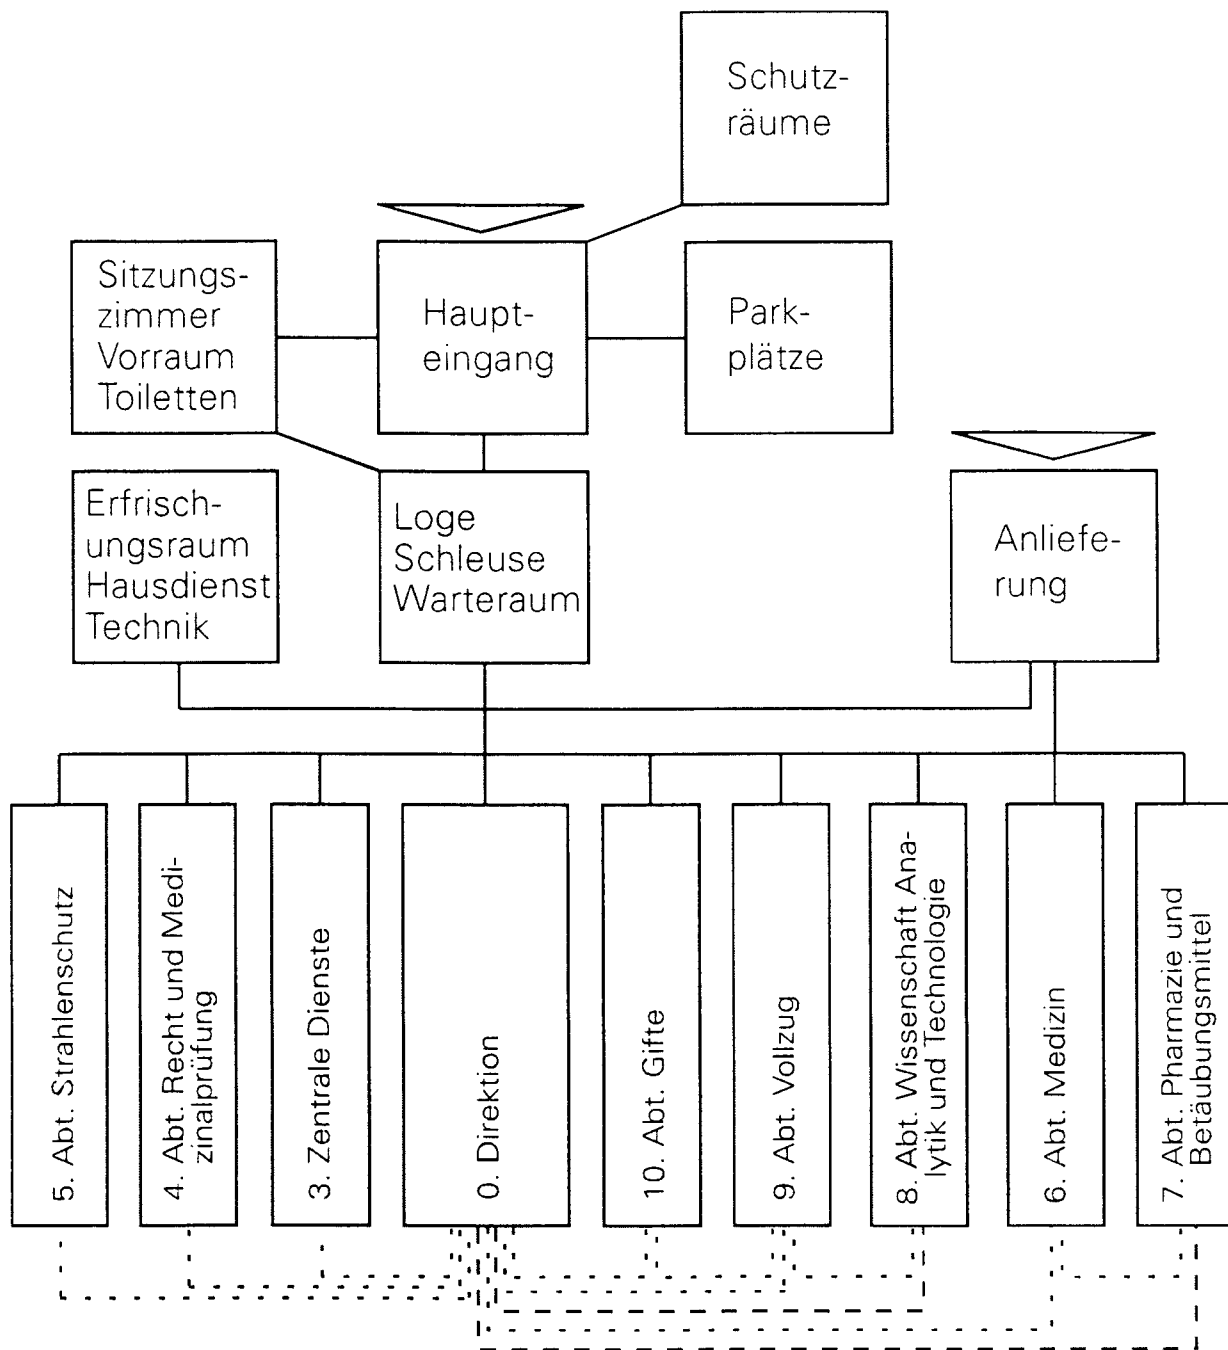 Schutz-
räume
Sitzungs-
zimmer
Vorraum
Toiletten
Haupt-
eingang
Park-
plätze
Erfrisch-
ungsraum
Hausdienst
Technik
Loge
Schleuse
Warteraum
Anliefe-
rung
5. Abt. Strahlenschutz
4. Abt. Recht und Medi-
zinalprüfung
3. Zentrale Dienste
0. Direktion
10. Abt. Gifte
9. Abt. Vollzug
8. Abt. Wissenschaft Ana-
lytik und Technologie
6. Abt. Medizin
7. Abt. Pharmazie und
Betäubungsmittel